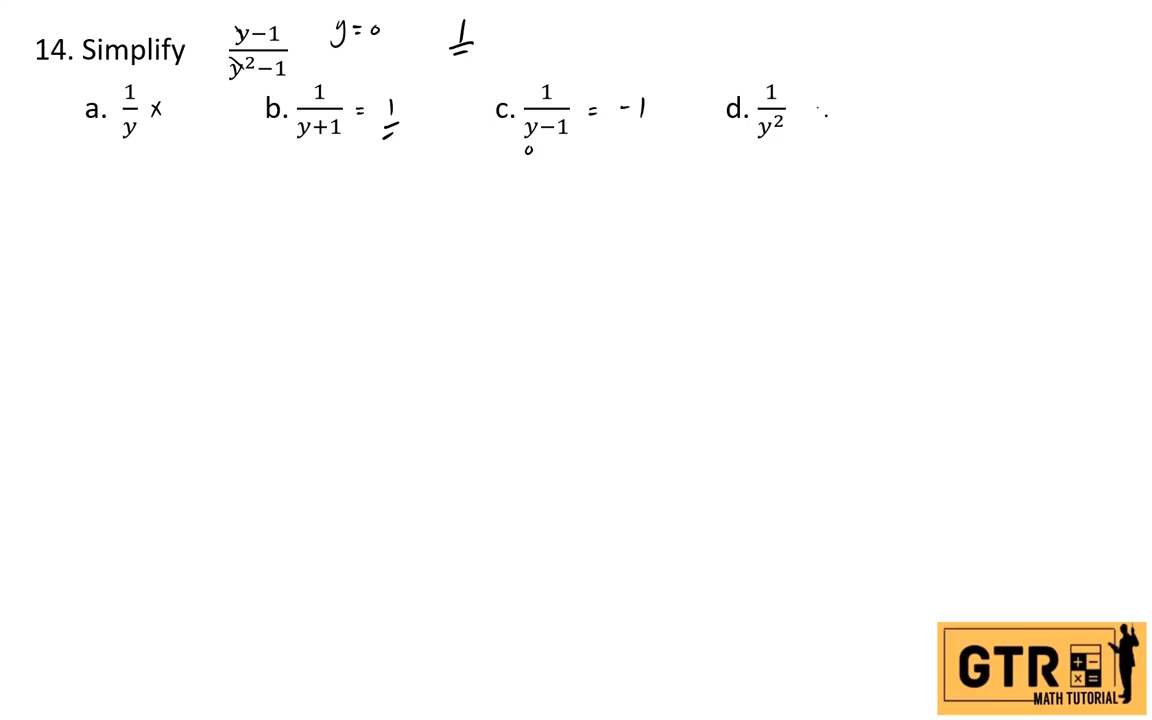 14. Simplify (y−1)/(y²−1) y = 0 1
a. 1/y × b. 1/(y+1) = 1 c. 1/(y−1) = -1 d. 1/y²
0
GTR
MATH TUTORIAL